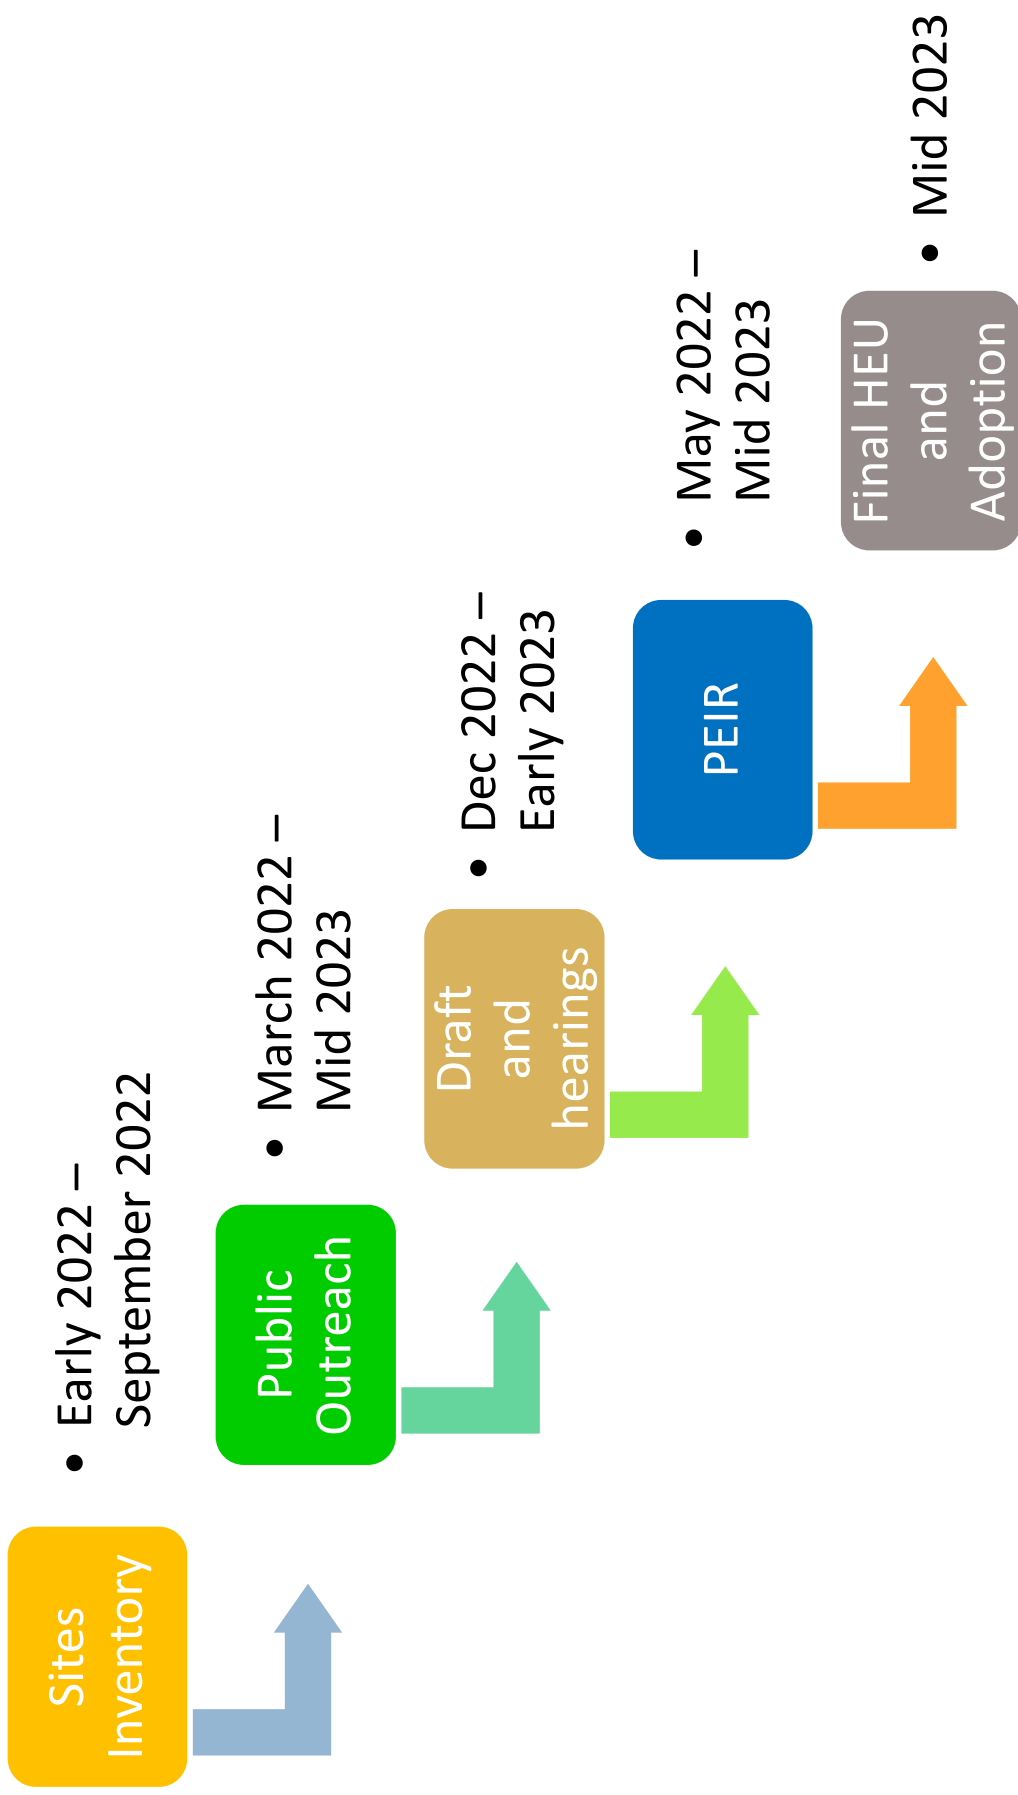 Sites
Inventory
• Early 2022 –
September 2022
Public
Outreach
• March 2022 –
Mid 2023
Draft
and
hearings
• Dec 2022 –
Early 2023
PEIR
• May 2022 –
Mid 2023
Final HEU
and
Adoption
• Mid 2023